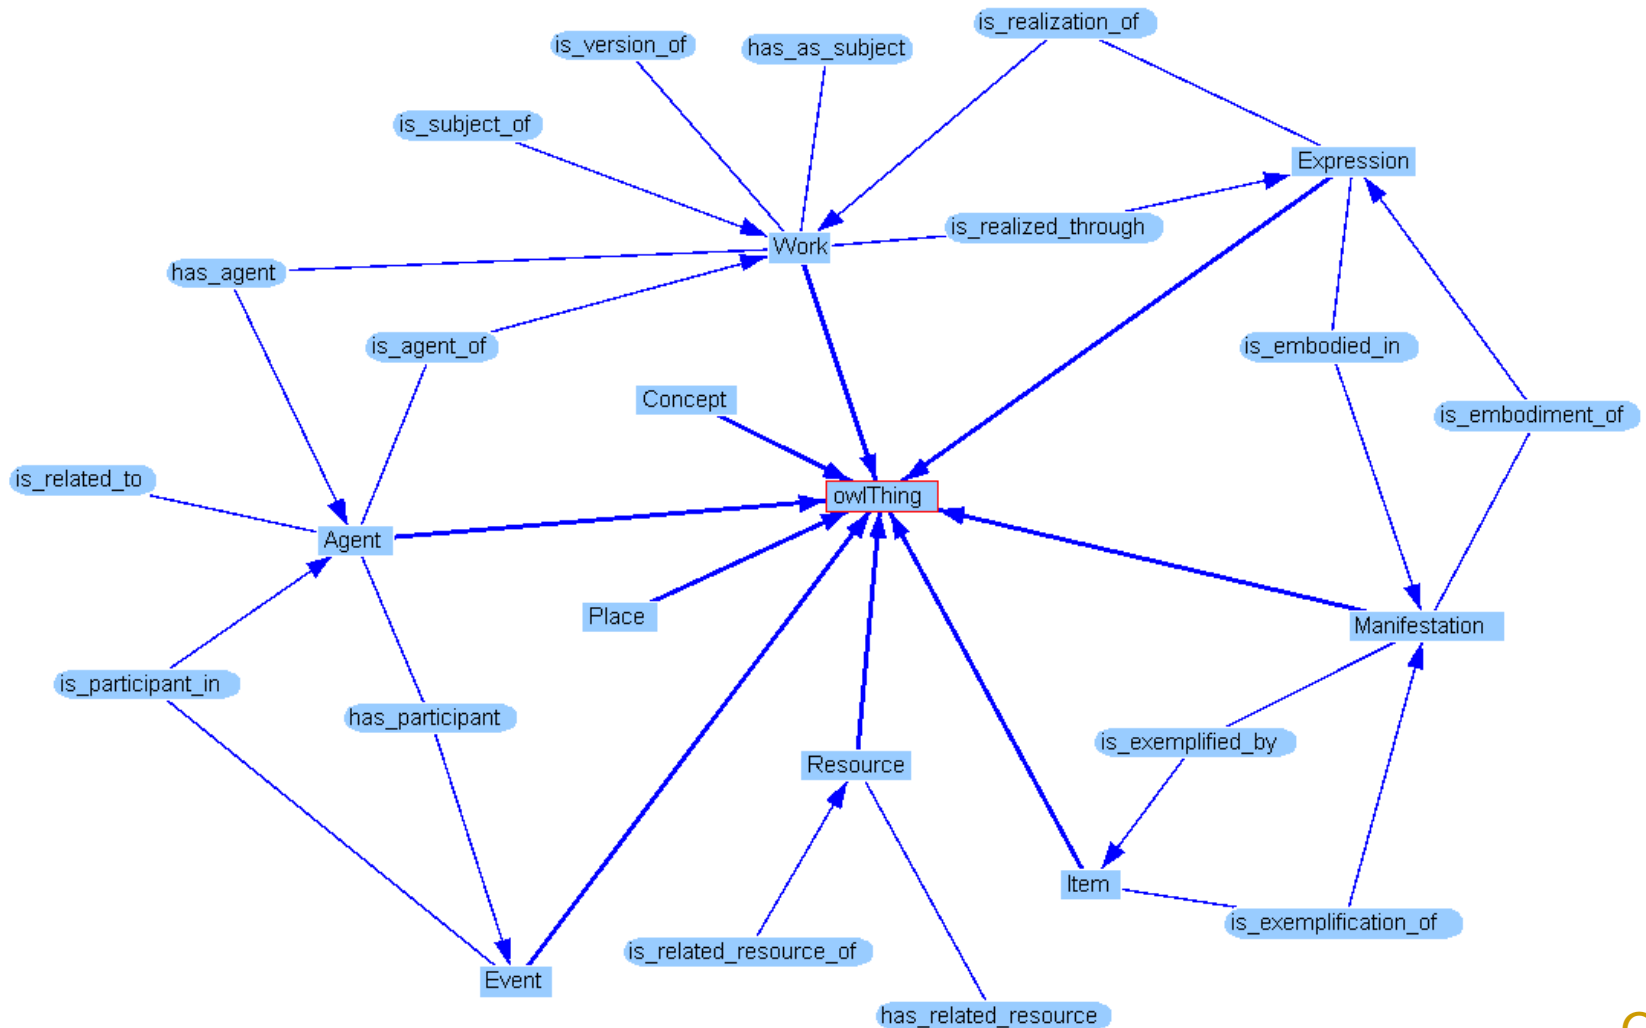 is_realization_of
is_version_of
has_as_subject
is_subject_of
Expression
is_realized_through
Work
has_agent
is_agent_of
is_embodied_in
Concept
is_embodiment_of
is_related_to
owlThing
Agent
Place
Manifestation
is_participant_in
has_participant
is_exemplified_by
Resource
Item
is_exemplification_of
is_related_resource_of
Event
has_related_resource